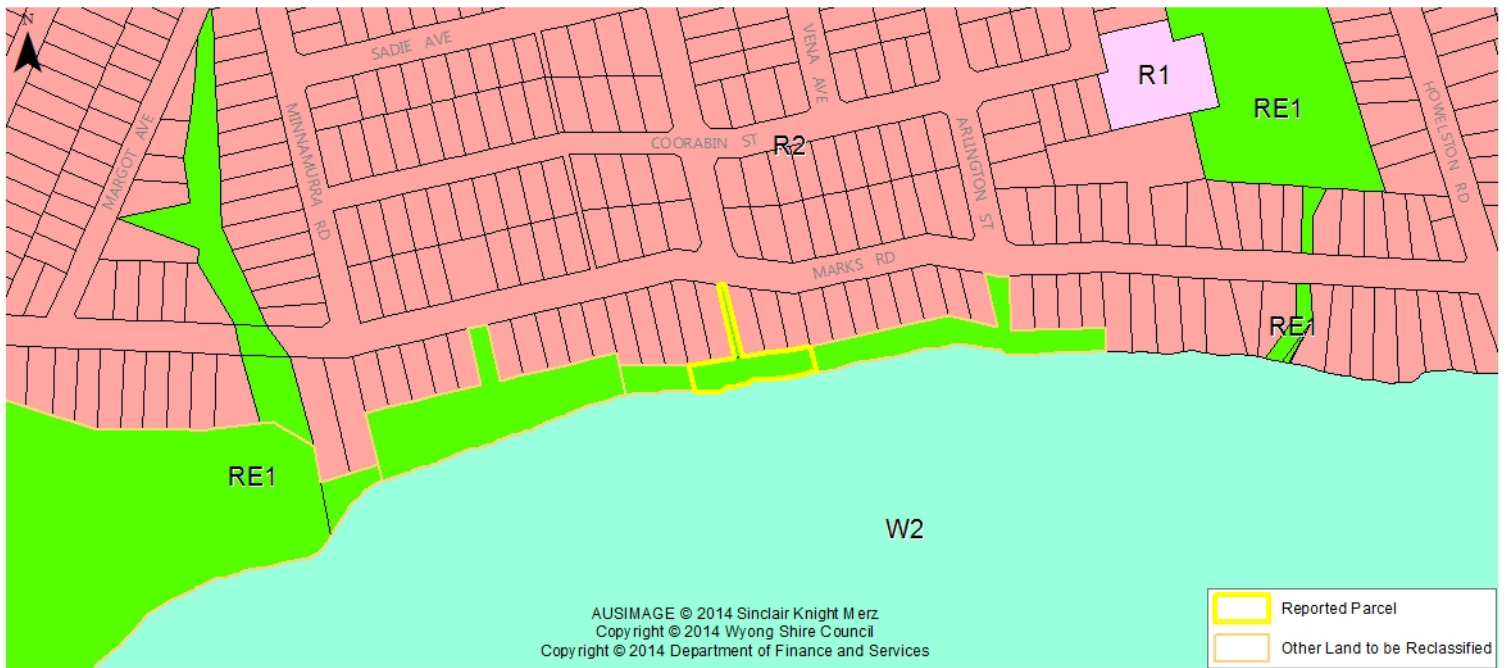 N
SADIE AVE
VENA AVE
R1
RE1
HOWELSTON RD
MARGOT AVE
MINNAMURRA RD
COORABIN ST
R2
ARLINGTON ST
MARKS RD
RE1
RE1
W2
AUSIMAGE © 2014 Sinclair Knight Merz
Copyright © 2014 Wyong Shire Council
Copyright © 2014 Department of Finance and Services
Reported Parcel
Other Land to be Reclassified